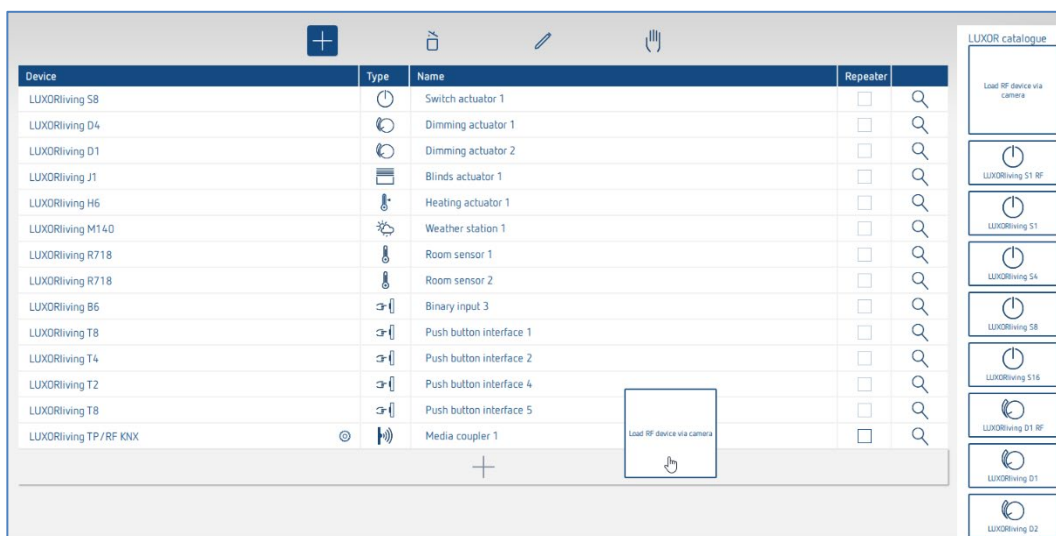 LUXOR catalogue
Device Type Name Repeater
LUXORliving S8 Switch actuator 1
LUXORliving D4 Dimming actuator 1
LUXORliving D1 Dimming actuator 2
LUXORliving J1 Blinds actuator 1
LUXORliving H6 Heating actuator 1
LUXORliving M140 Weather station 1
LUXORliving R718 Room sensor 1
LUXORliving R718 Room sensor 2
LUXORliving B6 Binary input 3
LUXORliving T8 Push button interface 1
LUXORliving T4 Push button interface 2
LUXORliving T2 Push button interface 4
LUXORliving T8 Push button interface 5
LUXORliving TP/RF KNX Media coupler 1
Load RF device via camera
Load RF device via
camera
LUXORliving S1 RF
LUXORliving S1
LUXORliving S4
LUXORliving S8
LUXORliving S16
LUXORliving D1 RF
LUXORliving D1
LUXORliving D2